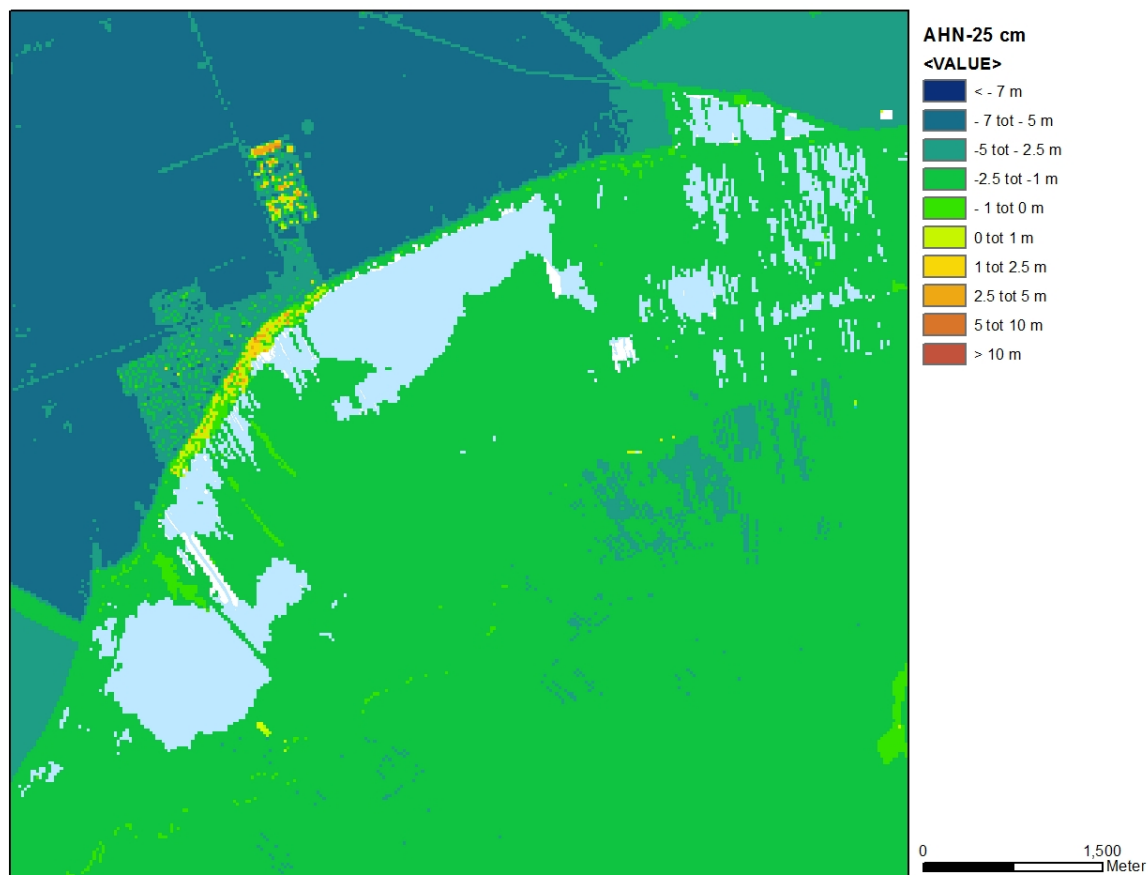 AHN-25 cm
<VALUE>
< - 7 m
- 7 tot - 5 m
-5 tot - 2.5 m
-2.5 tot -1 m
- 1 tot 0 m
0 tot 1 m
1 tot 2.5 m
2.5 tot 5 m
5 tot 10 m
> 10 m
0 1,500
Meter